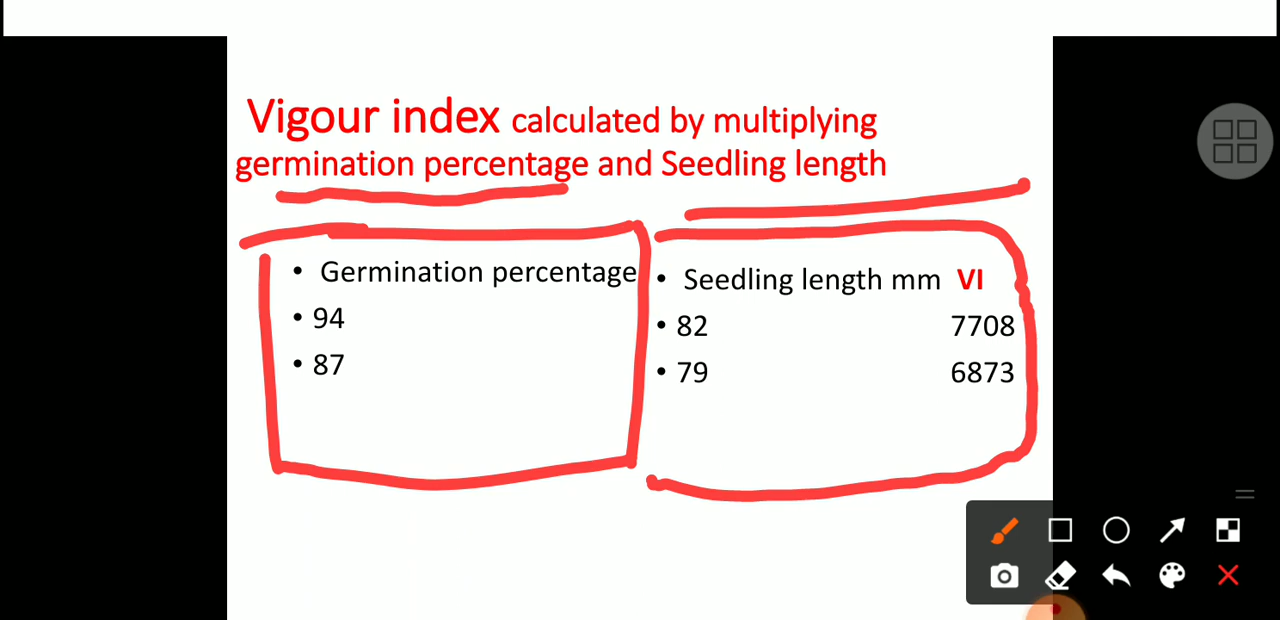 Vigour index calculated by multiplying
germination percentage and Seedling length
• Germination percentage
• 94
• 87
• Seedling length mm VI
• 82 7708
• 79 6873